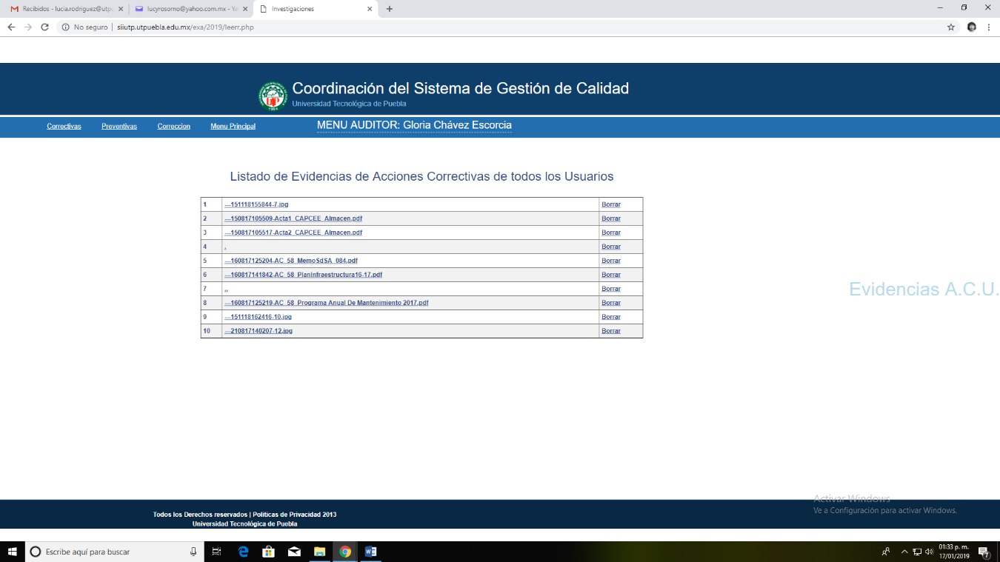 Recibidos - lucia.rodriguez@utp
lucyrosorno@yahoo.com.mx - Ya
Investigaciones
No seguro | siiutp.utpuebla.edu.mx/exa/2019/leerr.php
Coordinación del Sistema de Gestión de Calidad
Universidad Tecnológica de Puebla
Correctivas Preventivas Correccion Menu Principal MENU AUDITOR: Gloria Chávez Escorcia
Listado de Evidencias de Acciones Correctivas de todos los Usuarios
1 ---151118155844-7.jpg Borrar
2 ---150817105509-Acta1_CAPCEE_Almacen.pdf Borrar
3 ---150817105517-Acta2_CAPCEE_Almacen.pdf Borrar
4 . Borrar
5 ---160817125204-AC_58_MemoSdSA_084.pdf Borrar
6 ---160817141842-AC_58_PlanInfraestructura16-17.pdf Borrar
7 .. Borrar
8 ---160817125219-AC_58_Programa Anual De Mantenimiento 2017.pdf Borrar
9 ---151118162416-10.jpg Borrar
10 ---210817140207-12.jpg Borrar
Evidencias A.C.U.
Activar Windows
Ve a Configuración para activar Windows.
Todos los Derechos reservados | Politicas de Privacidad 2013
Universidad Tecnológica de Puebla
Escribe aquí para buscar
01:33 p. m.
17/01/2019
7